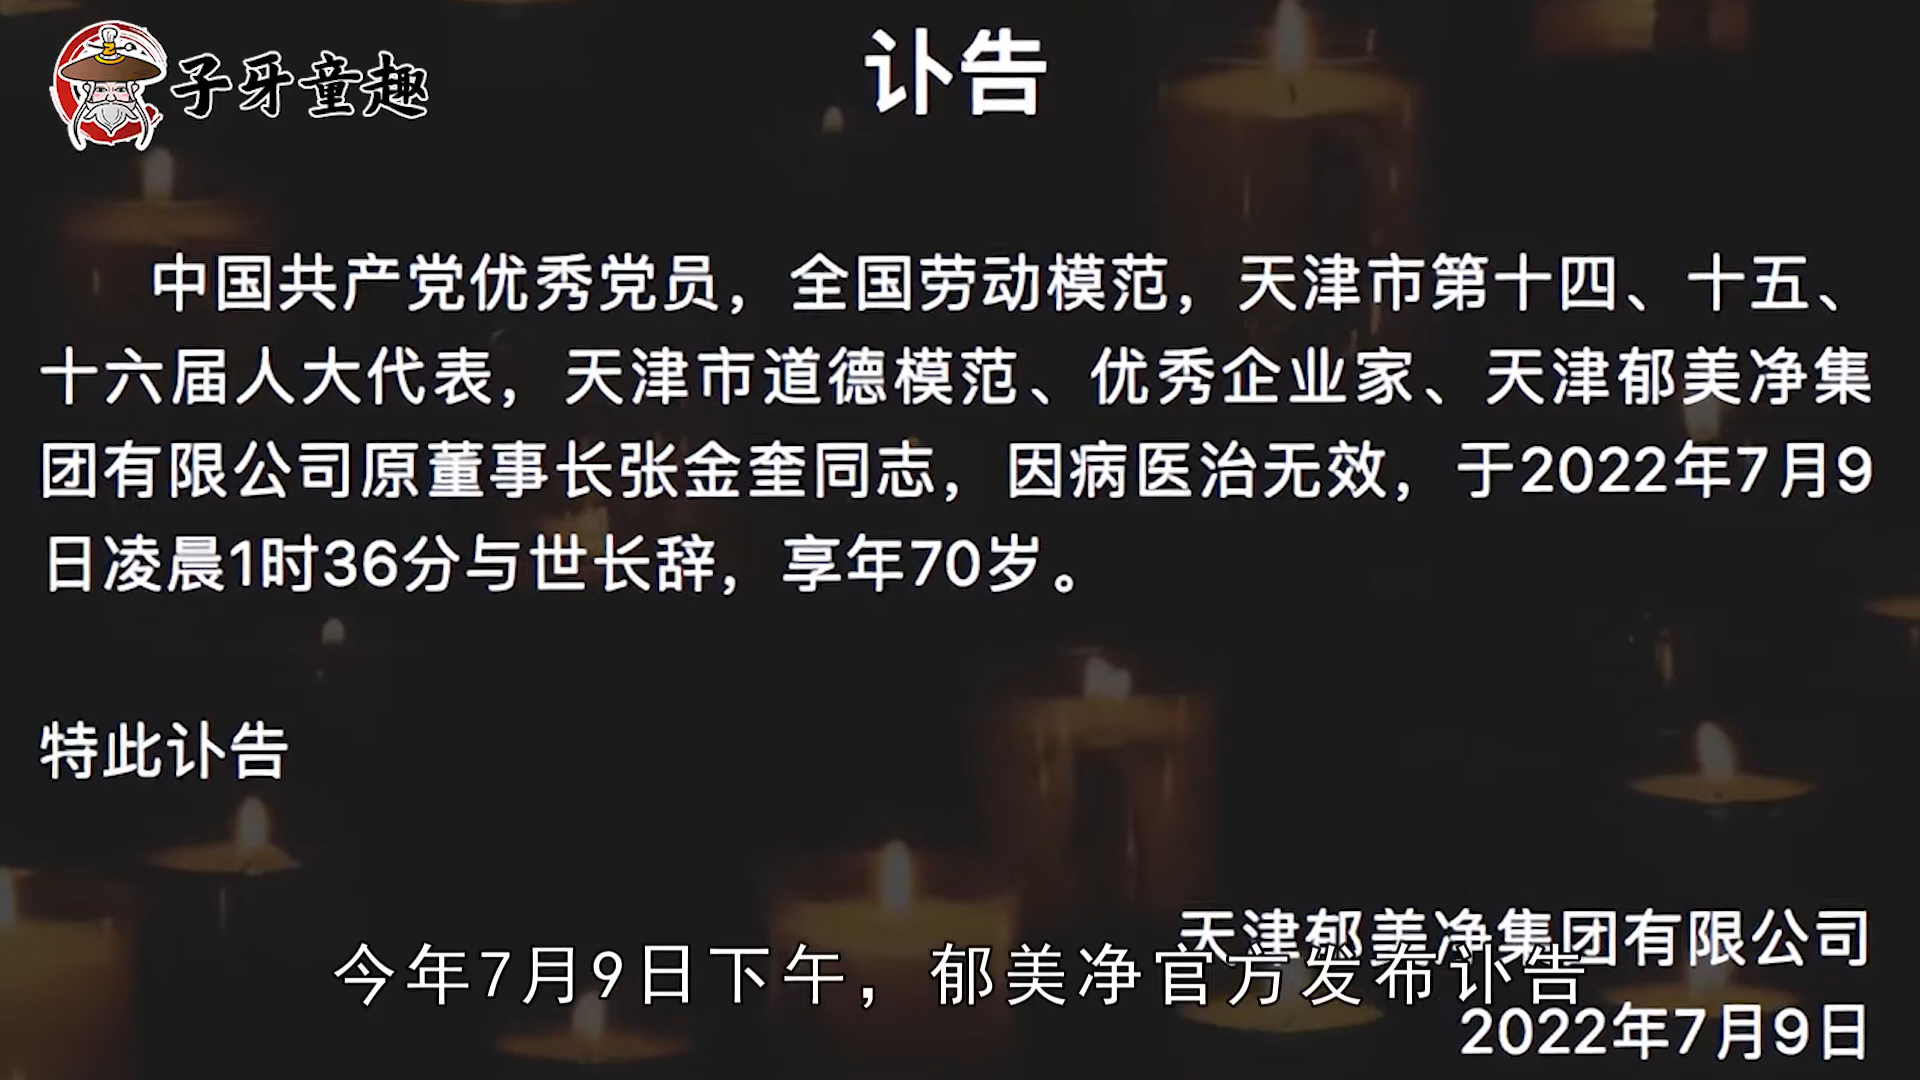 子牙童趣
讣告
中国共产党优秀党员，全国劳动模范，天津市第十四、十五、
十六届人大代表，天津市道德模范、优秀企业家、天津郁美净集
团有限公司原董事长张金奎同志，因病医治无效，于2022年7月9
日凌晨1时36分与世长辞，享年70岁。
特此讣告
天津郁美净集团有限公司
今年7月9日下午，郁美净官方发布讣告
2022年7月9日